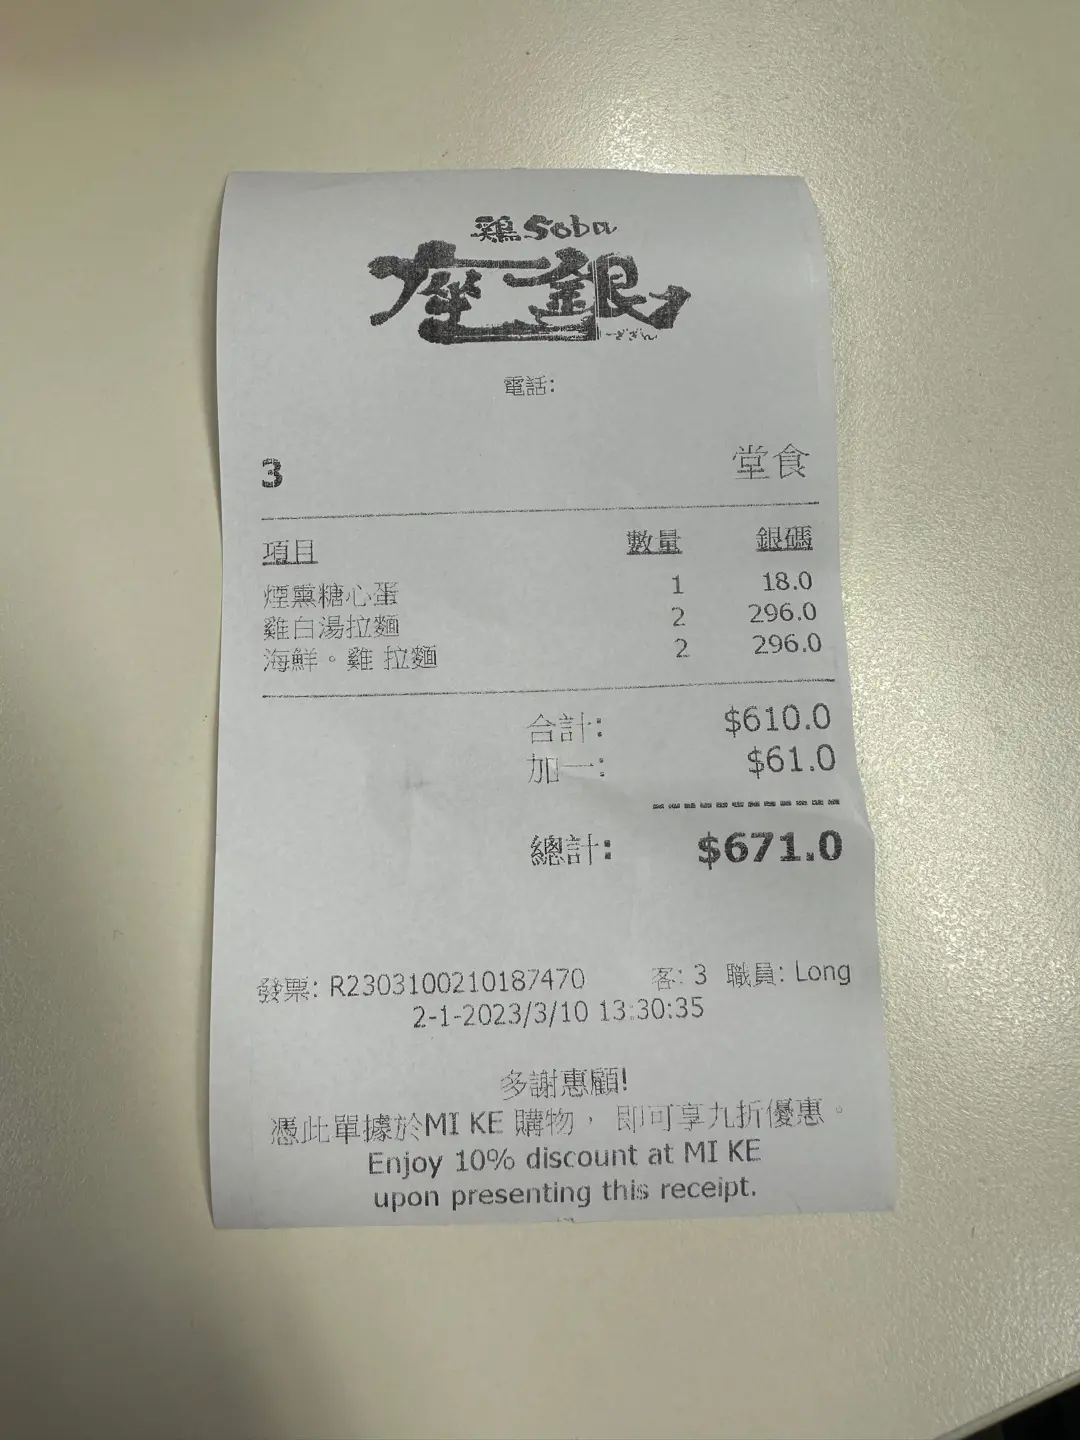 鶏Soba
座銀
ざぎん
電話:
3 堂食
項目 數量 銀碼
煙熏糖心蛋 1 18.0
雞白湯拉麵 2 296.0
海鮮。雞 拉麵 2 296.0
合計: $610.0
加一: $61.0
總計: $671.0
發票: R2303100210187470 客: 3 職員: Long
2-1-2023/3/10 13:30:35
多謝惠顧!
憑此單據於MI KE 購物， 即可享九折優惠。
Enjoy 10% discount at MI KE
upon presenting this receipt.